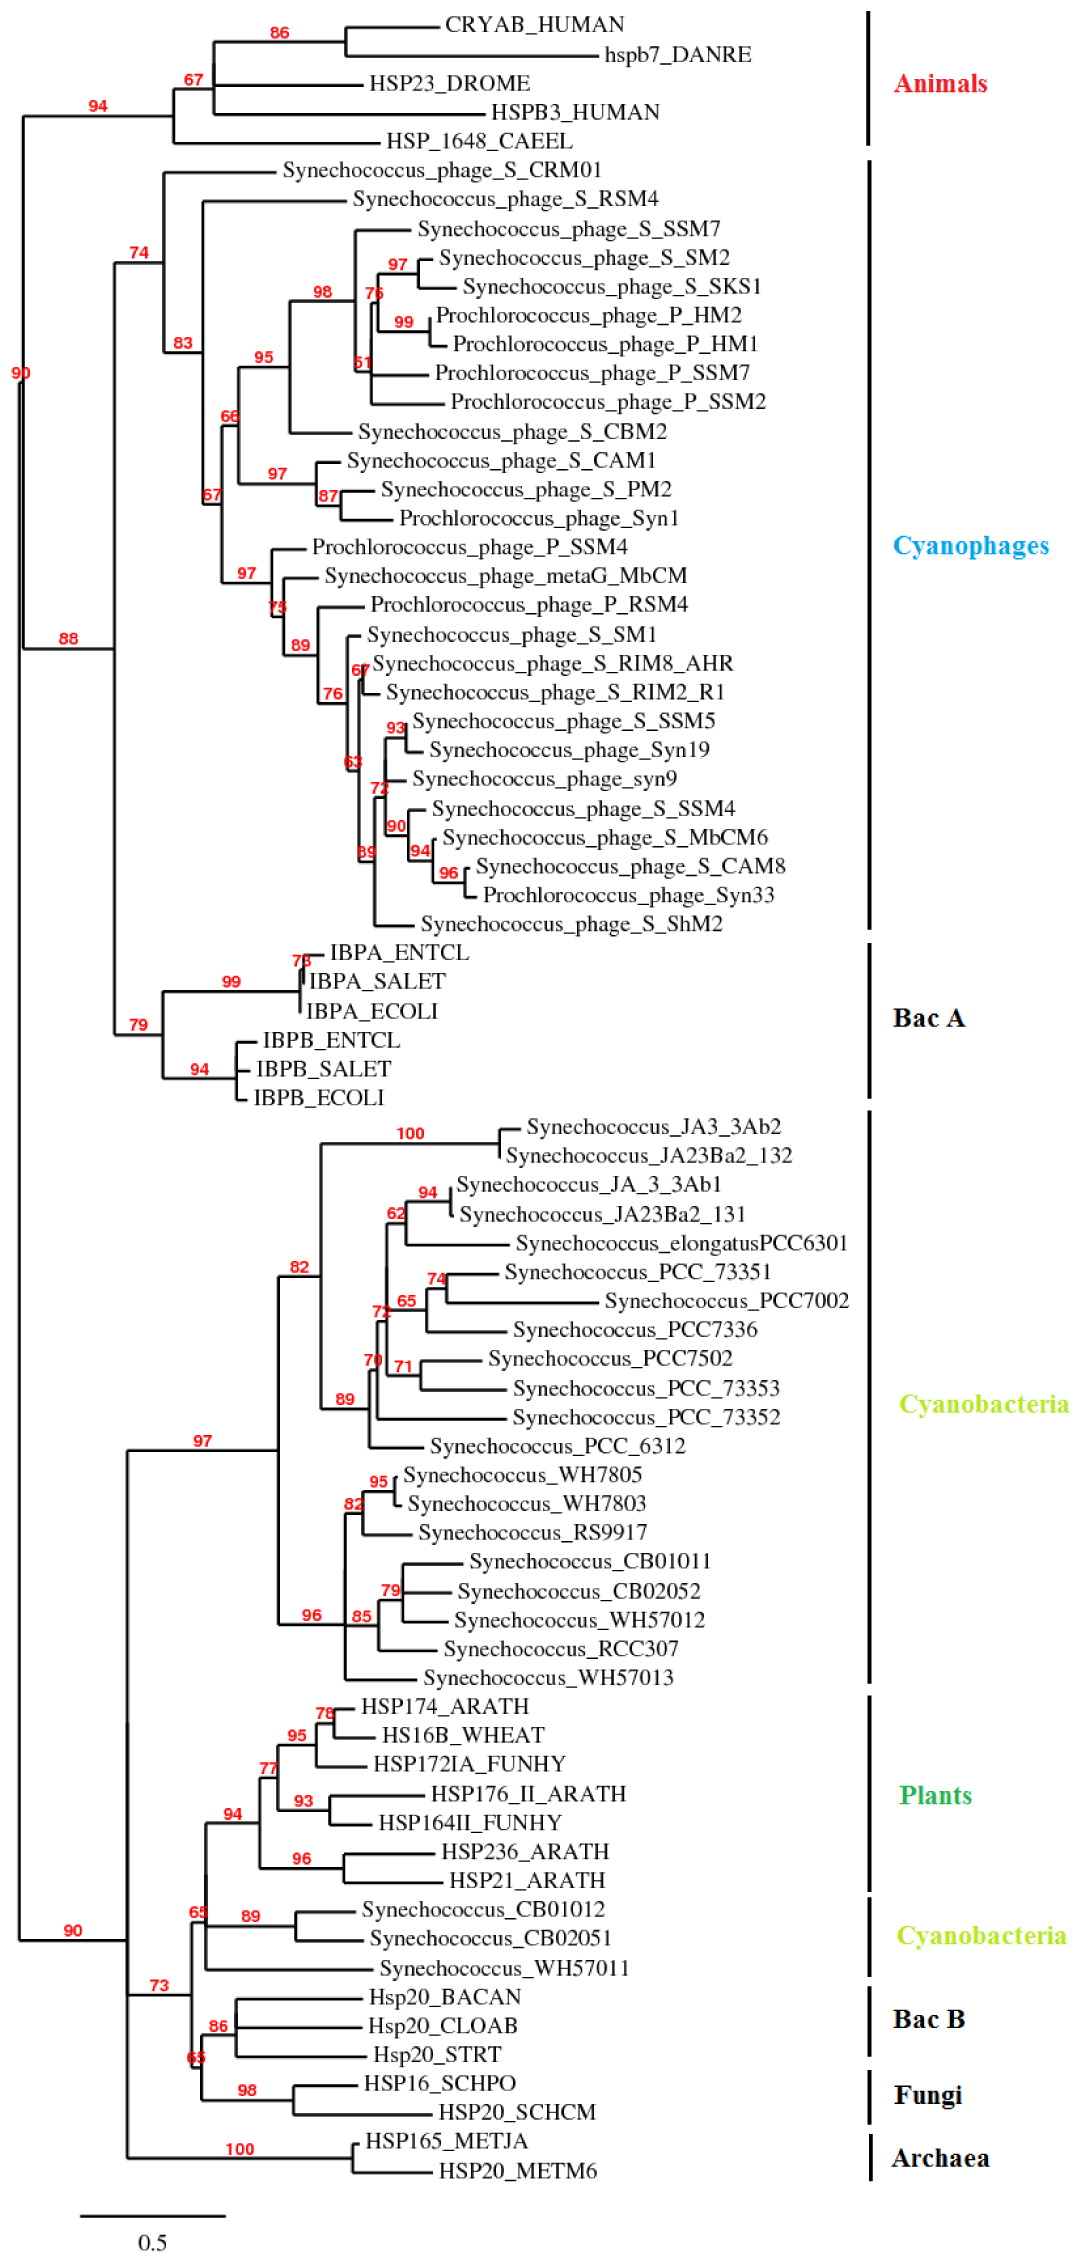 CRYAB_HUMAN
86
hspb7_DANRE
67
HSP23_DROME
Animals
94
HSPB3_HUMAN
HSP_1648_CAEEL
Synechococcus_phage_S_CRM01
Synechococcus_phage_S_RSM4
Synechococcus_phage_S_SSM7
74
Synechococcus_phage_S_SM2
97
Synechococcus_phage_S_SKS1
98
76
Prochlorococcus_phage_P_HM2
99
Prochlorococcus_phage_P_HM1
83
95
61
Prochlorococcus_phage_P_SSM7
90
Prochlorococcus_phage_P_SSM2
66
Synechococcus_phage_S_CBM2
Synechococcus_phage_S_CAM1
97
Synechococcus_phage_S_PM2
67
87
Prochlorococcus_phage_Syn1
Cyanophages
Prochlorococcus_phage_P_SSM4
97
Synechococcus_phage_metaG_MbCM
75
Prochlorococcus_phage_P_RSM4
88
89
Synechococcus_phage_S_SM1
67
Synechococcus_phage_S_RIM8_AHR
76
Synechococcus_phage_S_RIM2_R1
93
Synechococcus_phage_S_SSM5
63
Synechococcus_phage_Syn19
72
Synechococcus_phage_syn9
Synechococcus_phage_S_SSM4
90
Synechococcus_phage_S_MbCM6
89
94
Synechococcus_phage_S_CAM8
96
Prochlorococcus_phage_Syn33
Synechococcus_phage_S_ShM2
73
IBPA_ENTCL
99
IBPA_SALET
IBPA_ECOLI
Bac A
79
IBPB_ENTCL
94
IBPB_SALET
IBPB_ECOLI
Synechococcus_JA3_3Ab2
100
Synechococcus_JA23Ba2_132
Synechococcus_JA_3_3Ab1
94
62
Synechococcus_JA23Ba2_131
Synechococcus_elongatusPCC6301
82
74
Synechococcus_PCC_73351
65
Synechococcus_PCC7002
72
Synechococcus_PCC7336
70
71
Synechococcus_PCC7502
Synechococcus_PCC_73353
Cyanobacteria
89
Synechococcus_PCC_73352
97
Synechococcus_PCC_6312
95
Synechococcus_WH7805
82
Synechococcus_WH7803
Synechococcus_RS9917
Synechococcus_CB01011
79
Synechococcus_CB02052
96
85
Synechococcus_WH57012
Synechococcus_RCC307
Synechococcus_WH57013
78
HSP174_ARATH
95
HS16B_WHEAT
77
HSP172IA_FUNHY
93
HSP176_II_ARATH
Plants
94
HSP164II_FUNHY
96
HSP236_ARATH
HSP21_ARATH
65
89
Synechococcus_CB01012
90
Synechococcus_CB02051
Cyanobacteria
Synechococcus_WH57011
73
Hsp20_BACAN
86
Hsp20_CLOAB
Bac B
65
Hsp20_STRT
98
HSP16_SCHPO
Fungi
HSP20_SCHCM
100
HSP165_METJA
Archaea
HSP20_METM6
0.5